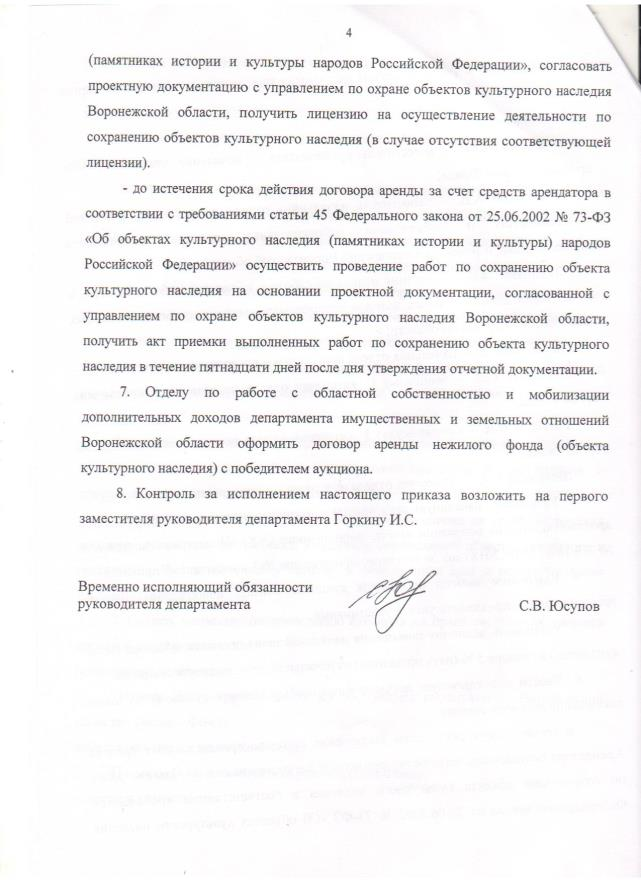 4
(памятниках истории и культуры народов Российской Федерации», согласовать
проектную документацию с управлением по охране объектов культурного наследия
Воронежской области, получить лицензию на осуществление деятельности по
сохранению объектов культурного наследия (в случае отсутствия соответствующей
лицензии).
- до истечения срока действия договора аренды за счет средств арендатора в
соответствии с требованиями статьи 45 Федерального закона от 25.06.2002 № 73-ФЗ
«Об объектах культурного наследия (памятниках истории и культуры) народов
Российской Федерации» осуществить проведение работ по сохранению объекта
культурного наследия на основании проектной документации, согласованной с
управлением по охране объектов культурного наследия Воронежской области,
получить акт приемки выполненных работ по сохранению объекта культурного
наследия в течение пятнадцати дней после дня утверждения отчетной документации.
7. Отделу по работе с областной собственностью и мобилизации
дополнительных доходов департамента имущественных и земельных отношений
Воронежской области оформить договор аренды нежилого фонда (объекта
культурного наследия) с победителем аукциона.
8. Контроль за исполнением настоящего приказа возложить на первого
заместителя руководителя департамента Горкину И.С.
Временно исполняющий обязанности
руководителя департамента С.В. Юсупов